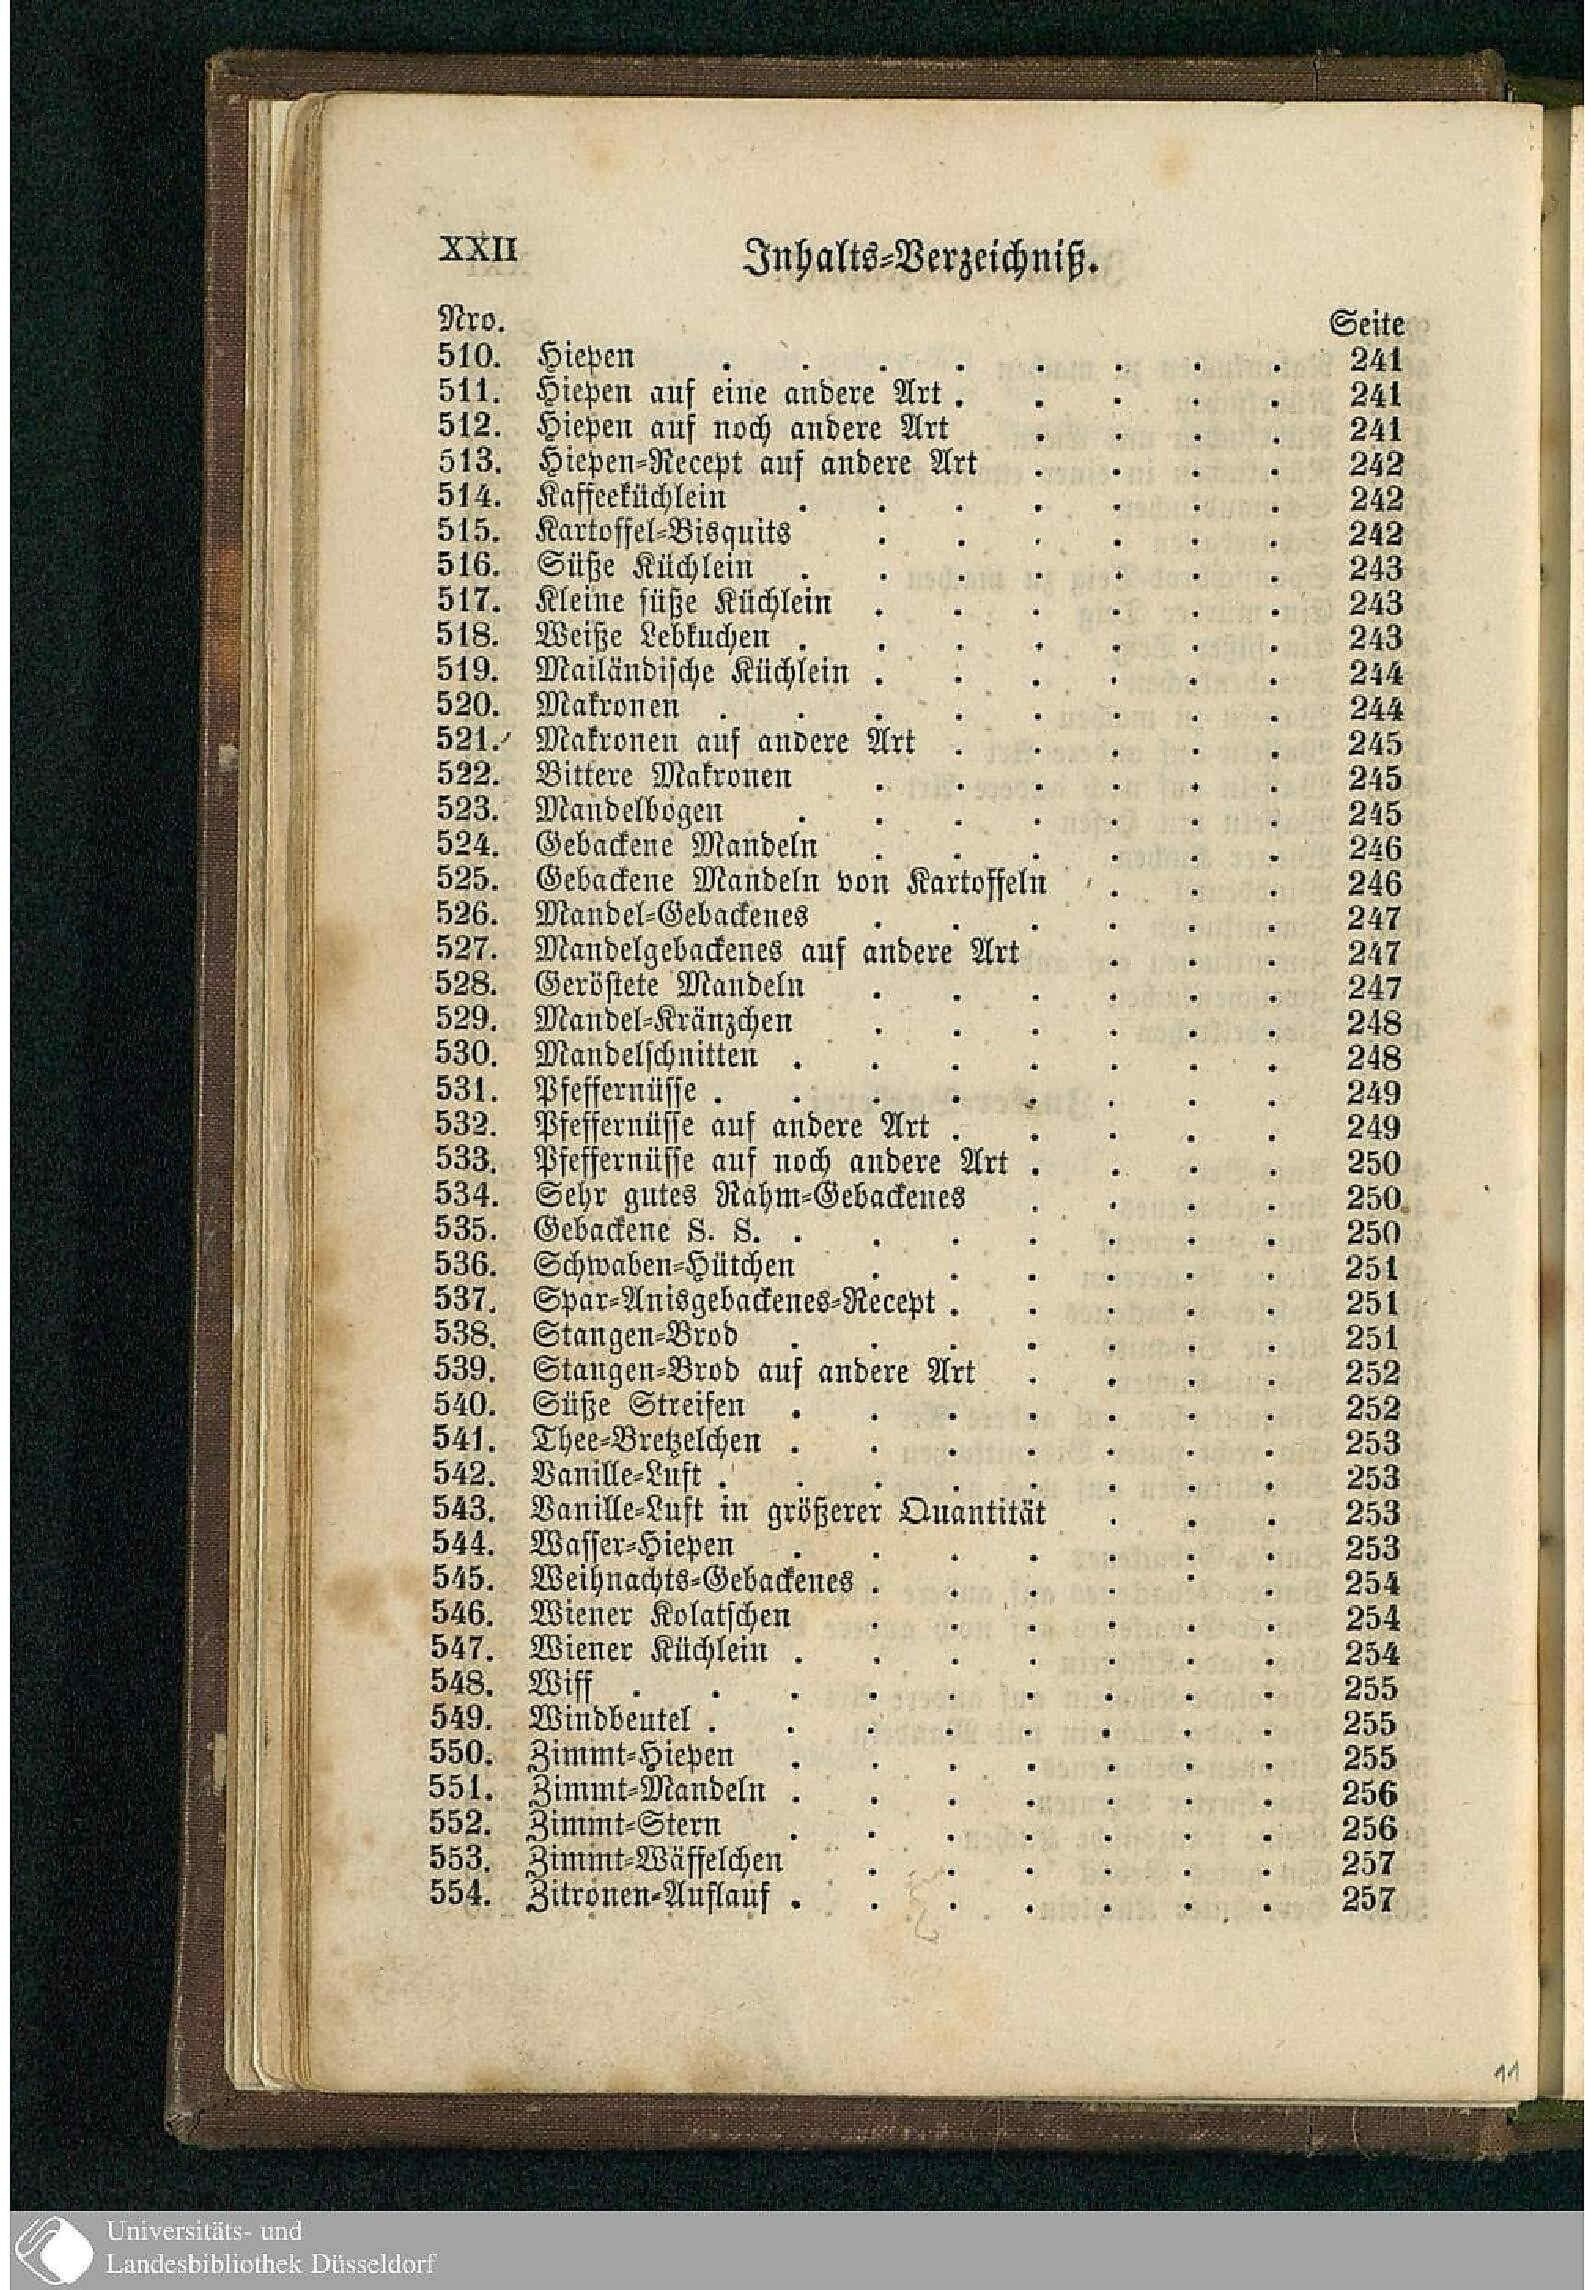 XXII Inhalts-Verzeichniß.
Nro. Seite
510. Hiepen . . . . . . . . 241
511. Hiepen auf eine andere Art . . . . . 241
512. Hiepen auf noch andere Art . . . . 241
513. Hiepen-Recept auf andere Art . . . . 242
514. Kaffeeküchlein . . . . . . . 242
515. Kartoffel-Bisquits . . . . . . 242
516. Süße Küchlein . . . . . . . 243
517. Kleine süße Küchlein . . . . . . 243
518. Weiße Lebkuchen . . . . . . . 243
519. Mailändische Küchlein . . . . . . 244
520. Makronen . . . . . . . . 244
521. Makronen auf andere Art . . . . . 245
522. Bittere Makronen . . . . . . 245
523. Mandelbögen . . . . . . . 245
524. Gebackene Mandeln . . . . . . 246
525. Gebackene Mandeln von Kartoffeln . . . 246
526. Mandel-Gebackenes . . . . . . 247
527. Mandelgebackenes auf andere Art . . . 247
528. Geröstete Mandeln . . . . . . 247
529. Mandel-Kränzchen . . . . . . 248
530. Mandelschnitten . . . . . . . 248
531. Pfeffernüsse . . . . . . . . 249
532. Pfeffernüsse auf andere Art . . . . . 249
533. Pfeffernüsse auf noch andere Art . . . . 250
534. Sehr gutes Rahm-Gebackenes . . . . 250
535. Gebackene S. S. . . . . . . . 250
536. Schwaben-Hütchen . . . . . . 251
537. Spar-Anisgebackenes-Recept . . . . . 251
538. Stangen-Brod . . . . . . . 251
539. Stangen-Brod auf andere Art . . . . 252
540. Süße Streifen . . . . . . . 252
541. Thee-Bretzelchen . . . . . . . 253
542. Vanille-Luft . . . . . . . . 253
543. Vanille-Luft in größerer Quantität . . . 253
544. Wasser-Hiepen . . . . . . . 253
545. Weihnachts-Gebackenes . . . . . . 254
546. Wiener Kolatschen . . . . . . 254
547. Wiener Küchlein . . . . . . . 254
548. Wiff . . . . . . . . . 255
549. Windbeutel . . . . . . . . 255
550. Zimmt-Hiepen . . . . . . . 255
551. Zimmt-Mandeln . . . . . . . 256
552. Zimmt-Stern . . . . . . . 256
553. Zimmt-Wäffelchen . . . . . . 257
554. Zitronen-Auflauf . . . . . . . 257
11
Universitäts- und
Landesbibliothek Düsseldorf